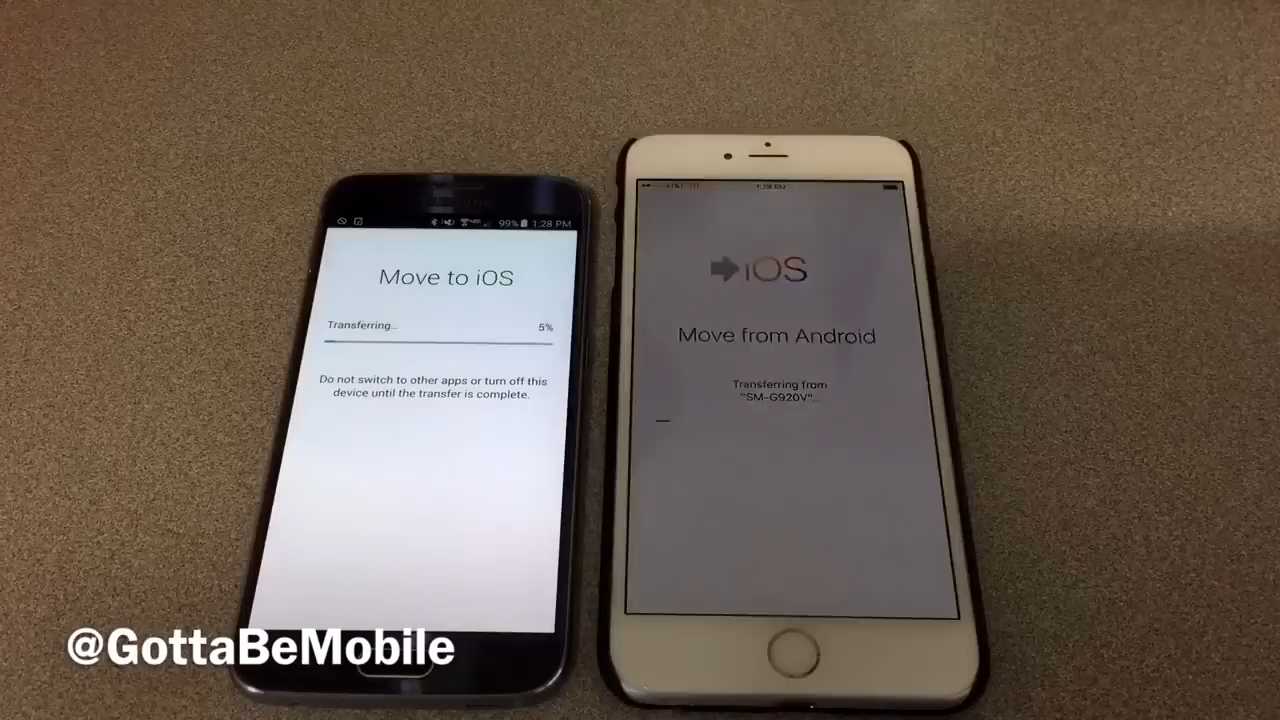 99% 1:28 PM
Move to iOS
Transferring...
5%
Do not switch to other apps or turn off this
device until the transfer is complete.
iOS
Move from Android
Transferring from
"SM-G920V"...
@GottaBeMobile